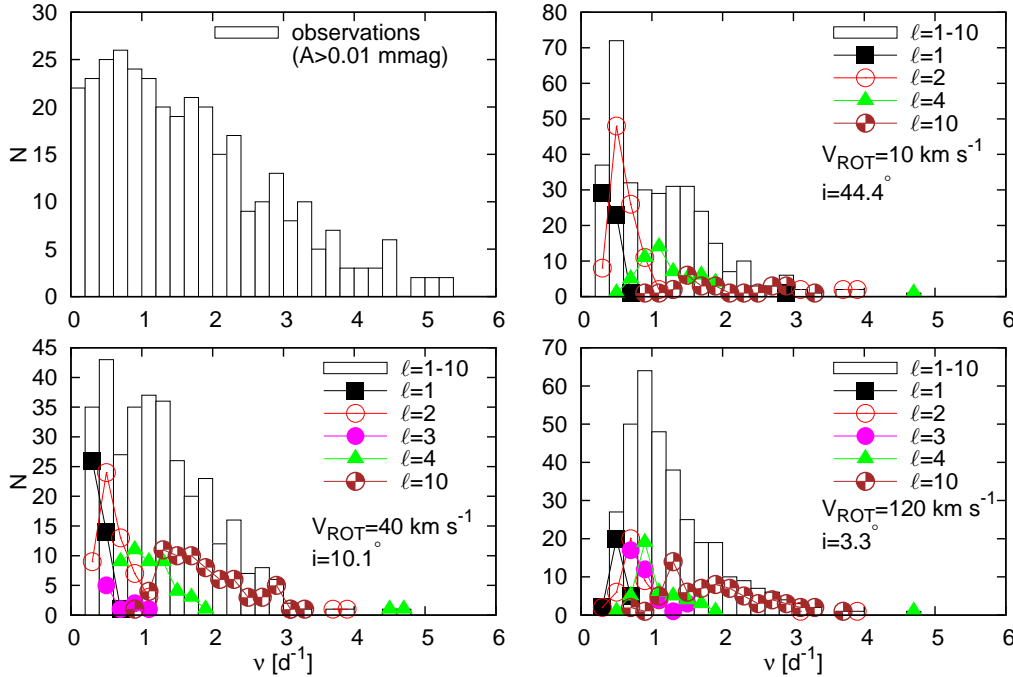 30
25
20
15
10
5
0
N
0 1 2 3 4 5 6
observations
(A>0.01 mmag)
80
70
60
50
40
30
20
10
0
0 1 2 3 4 5 6
ℓ=1-10
ℓ=1
ℓ=2
ℓ=4
ℓ=10
V_ROT=10 km s⁻¹
i=44.4°
45
40
35
30
25
20
15
10
5
0
N
0 1 2 3 4 5 6
ν [d⁻¹]
ℓ=1-10
ℓ=1
ℓ=2
ℓ=3
ℓ=4
ℓ=10
V_ROT=40 km s⁻¹
i=10.1°
70
60
50
40
30
20
10
0
0 1 2 3 4 5 6
ν [d⁻¹]
ℓ=1-10
ℓ=1
ℓ=2
ℓ=3
ℓ=4
ℓ=10
V_ROT=120 km s⁻¹
i=3.3°